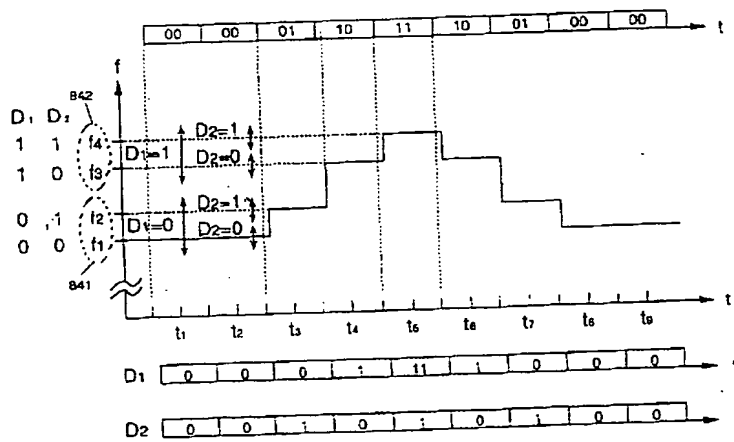 00 00 01 10 11 10 01 00 00 t
f
842
D1 D2
1 1 f4 D1=1 D2=1
1 0 f3 D2=0
0 1 f2 D1=0 D2=1
0 0 f1 D2=0
841
t
t1 t2 t3 t4 t5 t6 t7 t8 t9
D1 0 0 0 1 11 1 0 0 0
D2 0 0 1 0 1 0 1 0 0